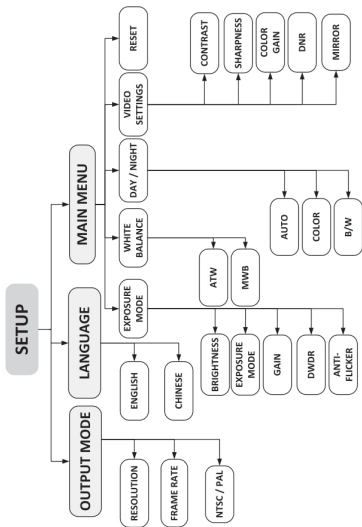 SETUP
OUTPUT MODE
LANGUAGE
MAIN MENU
RESOLUTION
FRAME RATE
NTSC / PAL
ENGLISH
CHINESE
EXPOSURE
MODE
WHITE
BALANCE
DAY / NIGHT
VIDEO
SETTINGS
RESET
BRIGHTNESS
EXPOSURE
MODE
GAIN
DWDR
ANTI-
FLICKER
ATW
MWB
AUTO
COLOR
B/W
CONTRAST
SHARPNESS
COLOR
GAIN
DNR
MIRROR